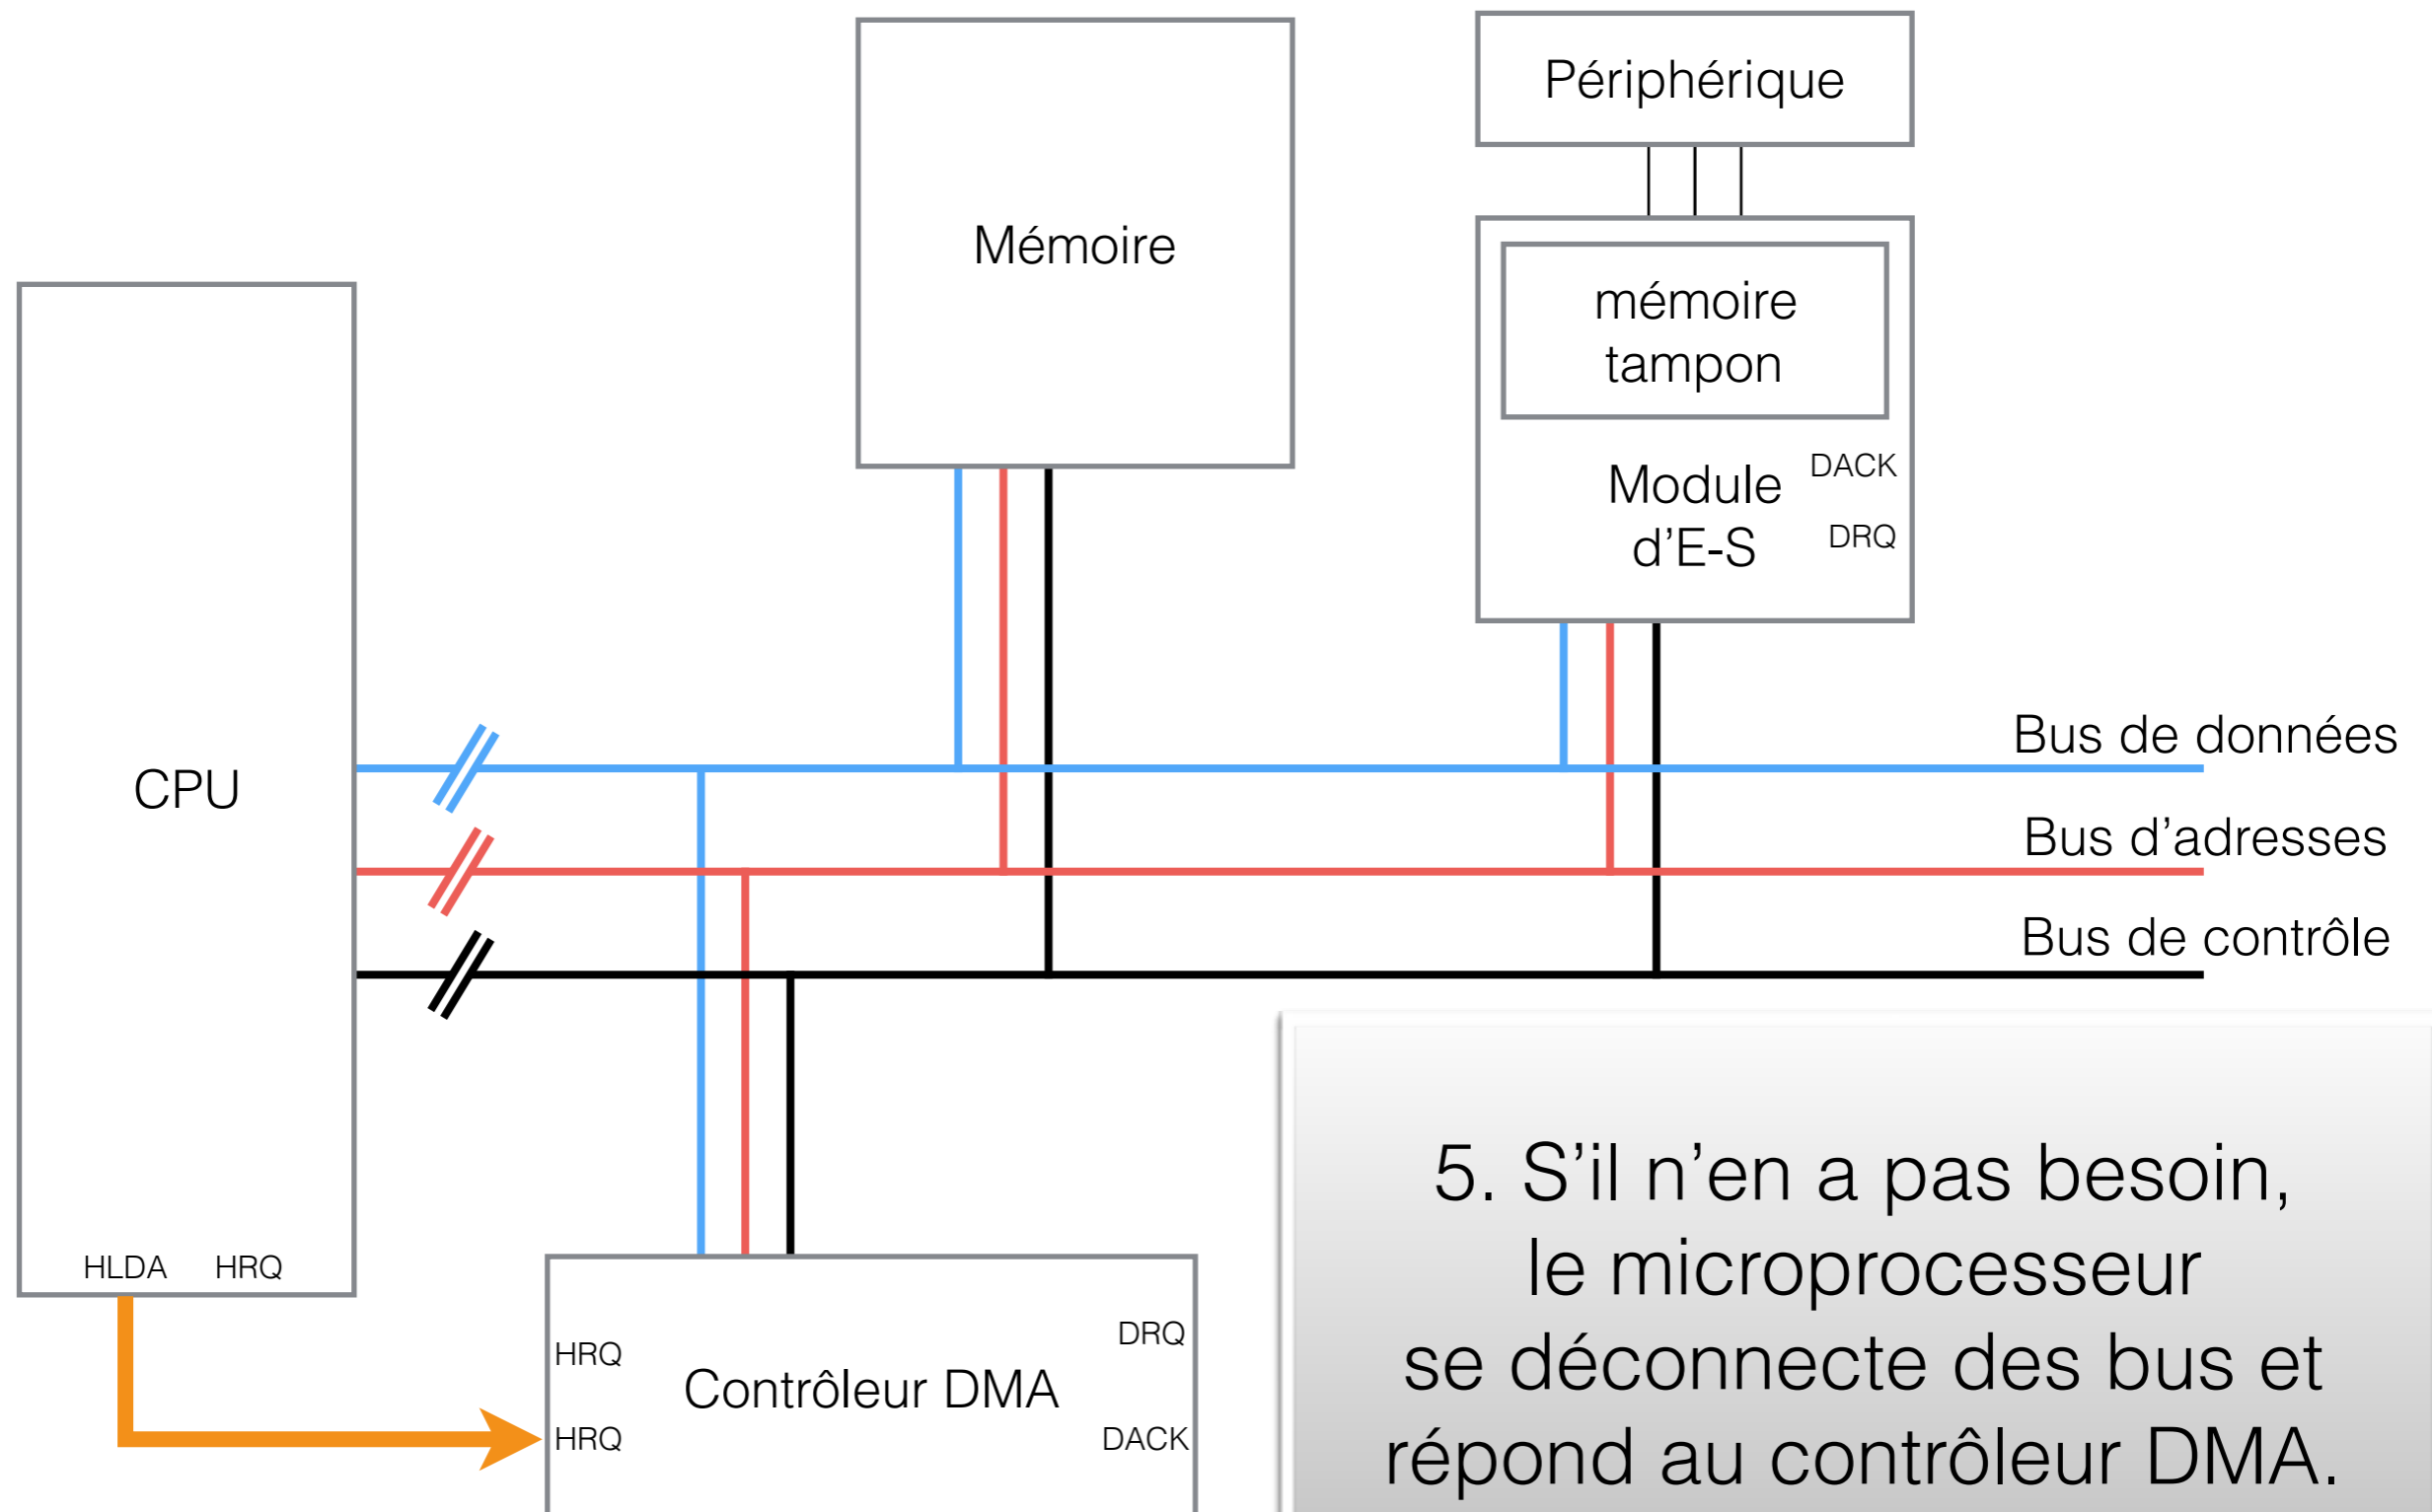 Périphérique
Mémoire
mémoire
tampon
DACK
Module
d’E-S
DRQ
Bus de données
CPU
Bus d’adresses
Bus de contrôle
5. S’il n’en a pas besoin,
le microprocesseur
se déconnecte des bus et
répond au contrôleur DMA.
HLDA HRQ
HRQ
DRQ
Contrôleur DMA
HRQ
DACK